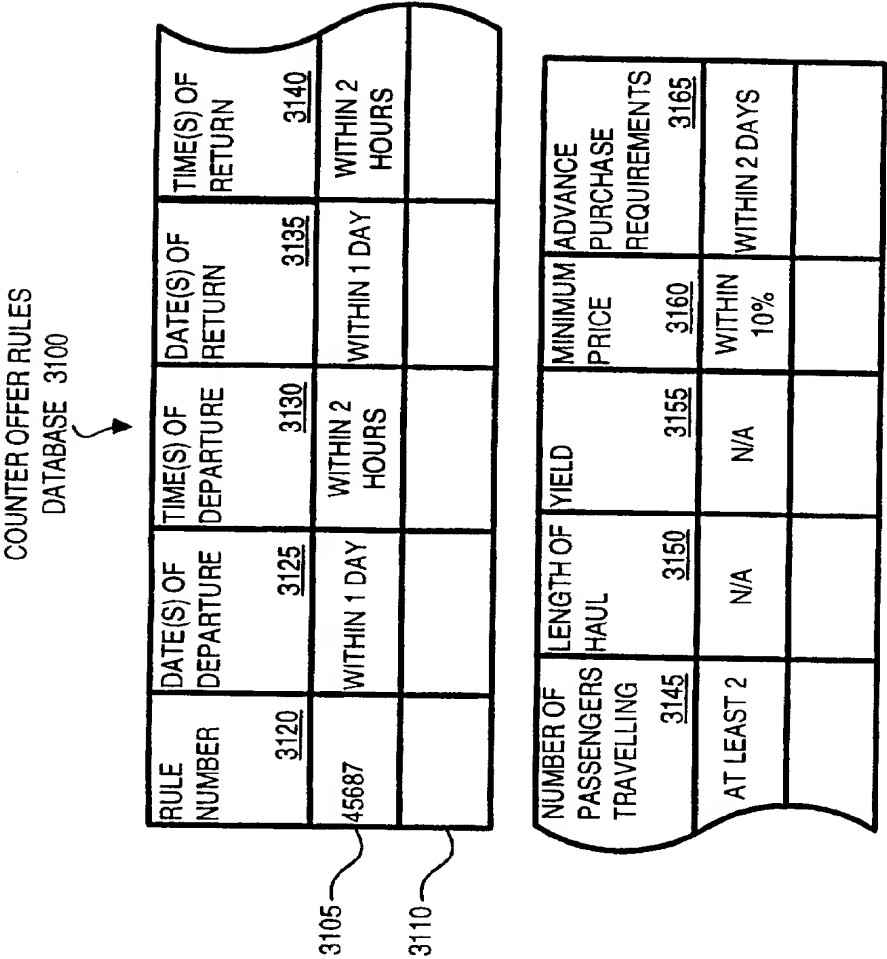 COUNTER OFFER RULES
DATABASE 3100
RULE
NUMBER
3120
DATE(S) OF
DEPARTURE
3125
TIME(S) OF
DEPARTURE
3130
DATE(S) OF
RETURN
3135
TIME(S) OF
RETURN
3140
3105
45687
WITHIN 1 DAY
WITHIN 2
HOURS
WITHIN 1 DAY
WITHIN 2
HOURS
3110
NUMBER OF
PASSENGERS
TRAVELLING
3145
LENGTH OF
HAUL
3150
YIELD
3155
MINIMUM
PRICE
3160
ADVANCE
PURCHASE
REQUIREMENTS
3165
AT LEAST 2
N/A
N/A
WITHIN
10%
WITHIN 2 DAYS